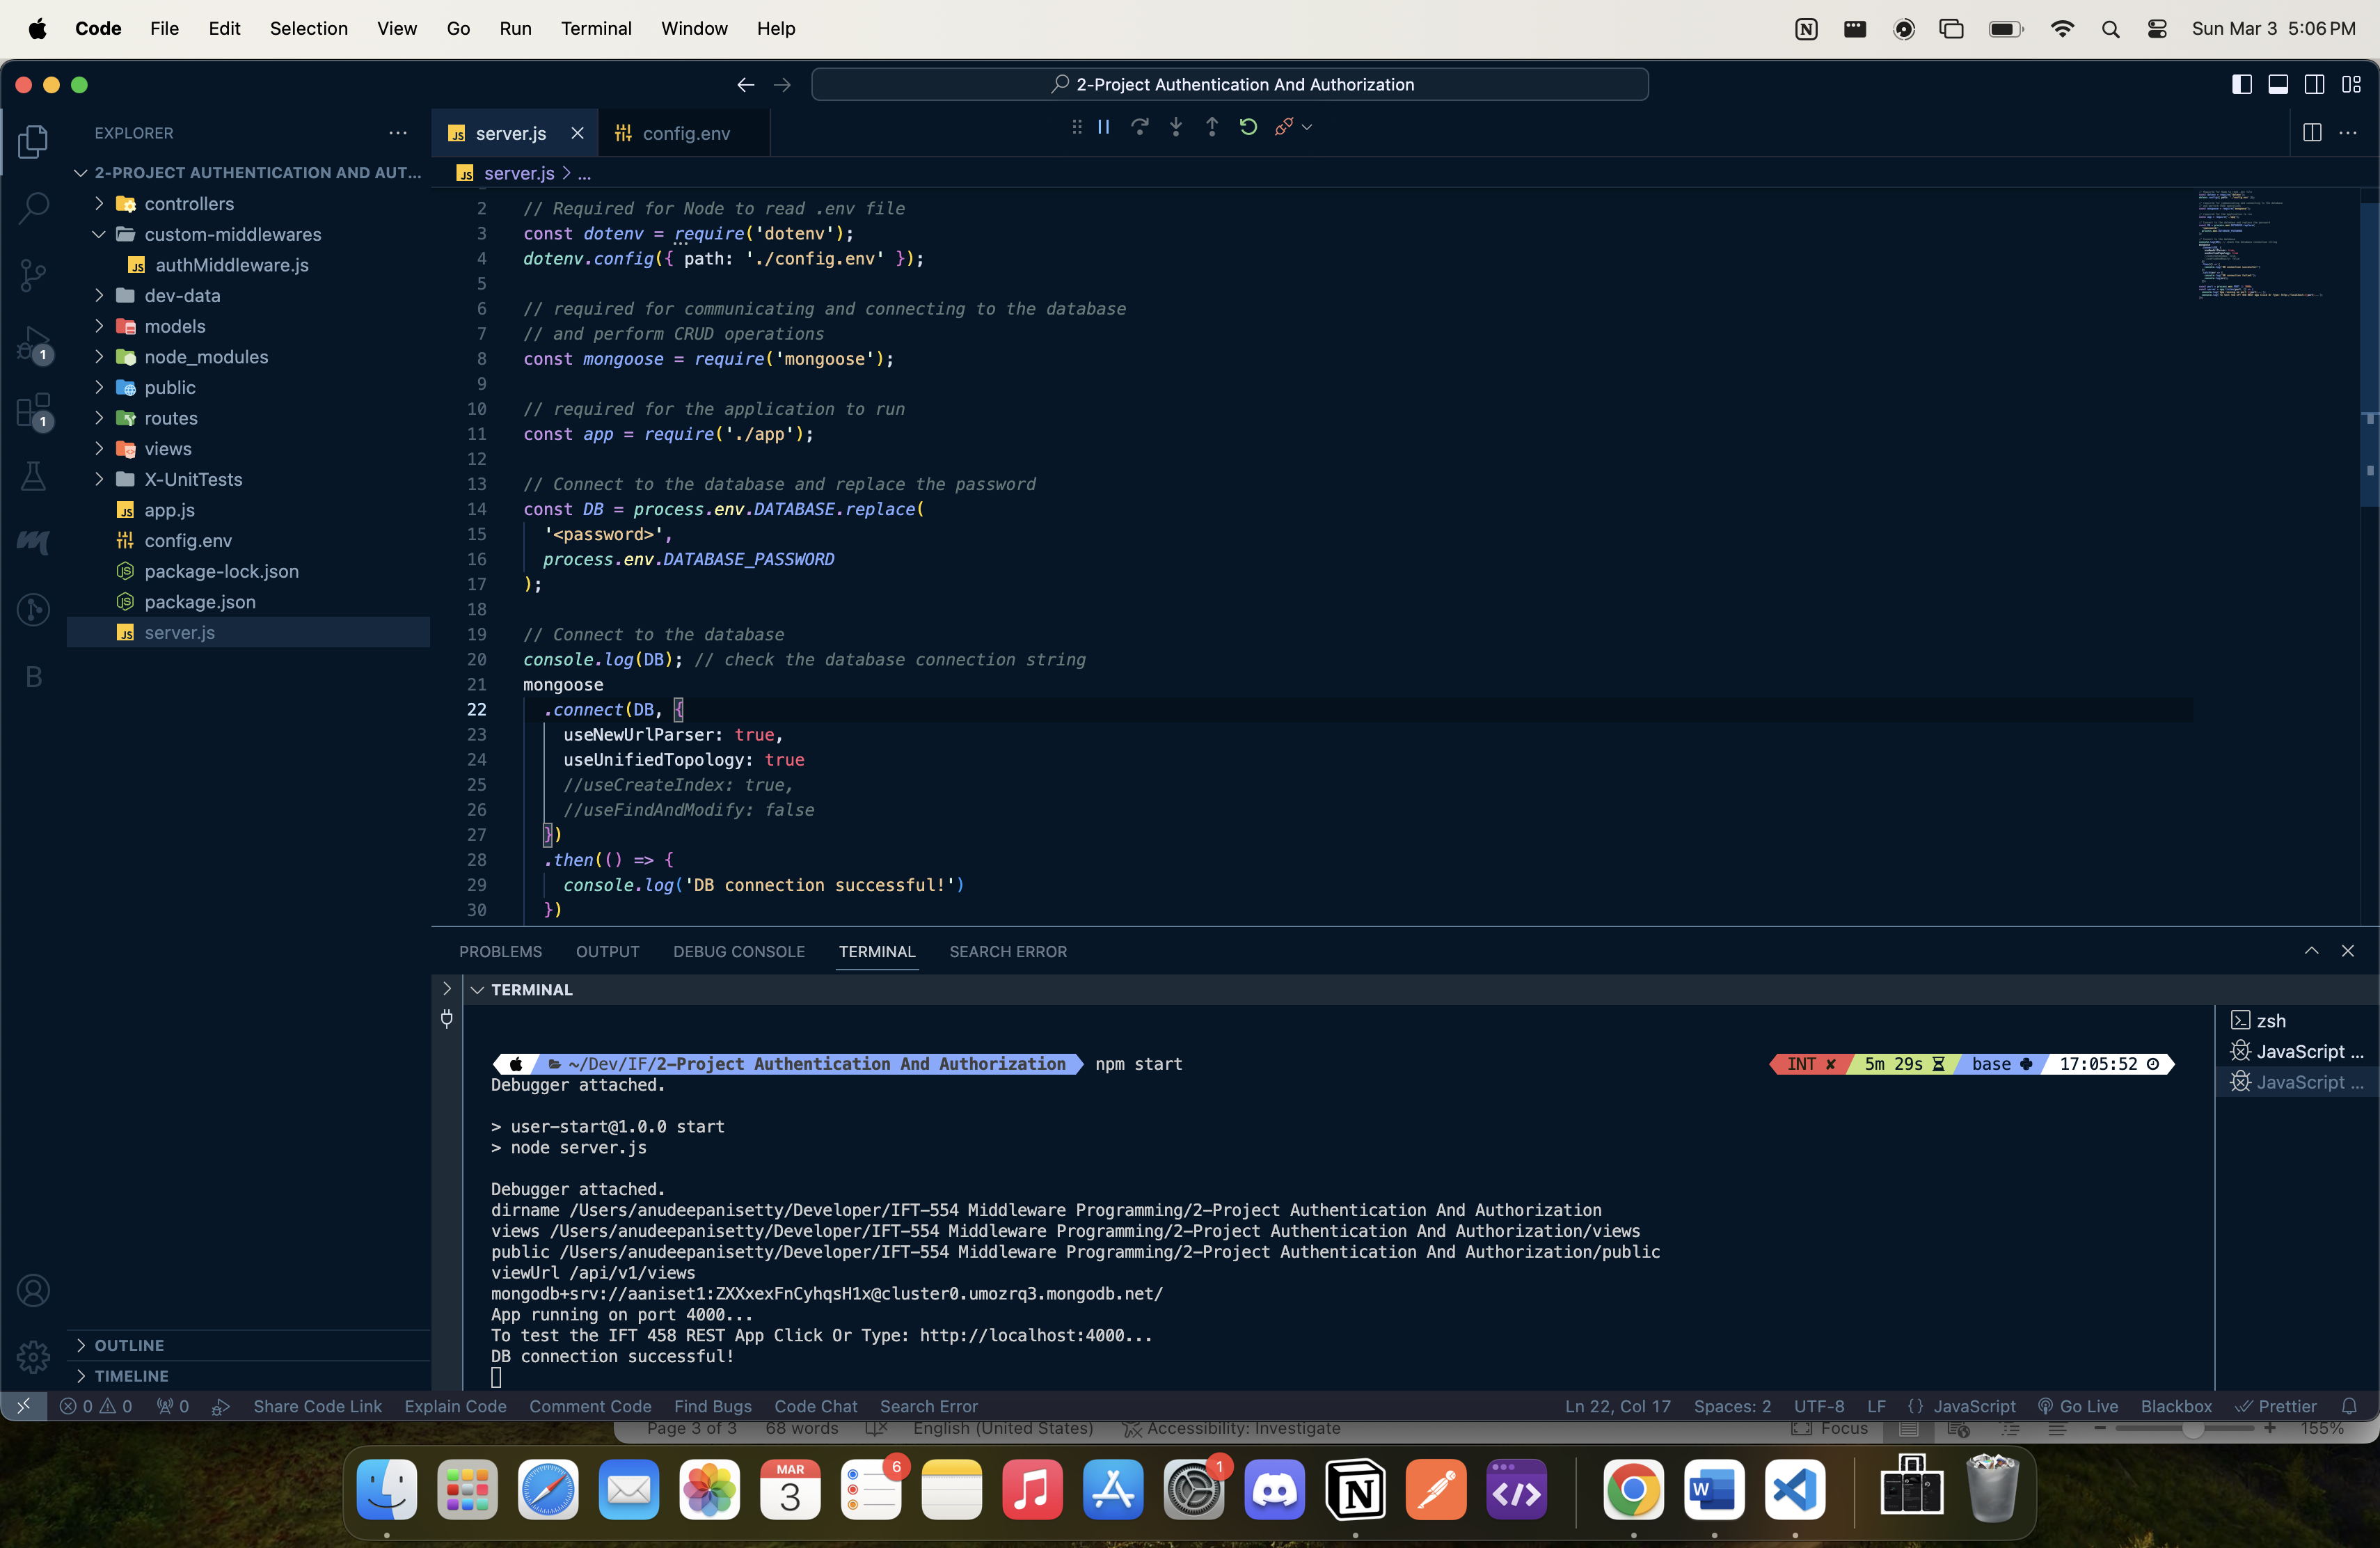 Code File Edit Selection View Go Run Terminal Window Help Sun Mar 3 5:06 PM
2-Project Authentication And Authorization
EXPLORER
server.js
config.env
2-PROJECT AUTHENTICATION AND AUT...
server.js > ...
controllers
custom-middlewares
authMiddleware.js
dev-data
models
node_modules
public
routes
views
X-UnitTests
app.js
config.env
package-lock.json
package.json
server.js
1
1
B
OUTLINE
TIMELINE
2 // Required for Node to read .env file
3 const dotenv = require('dotenv');
4 dotenv.config({ path: './config.env' });
5
6 // required for communicating and connecting to the database
7 // and perform CRUD operations
8 const mongoose = require('mongoose');
9
10 // required for the application to run
11 const app = require('./app');
12
13 // Connect to the database and replace the password
14 const DB = process.env.DATABASE.replace(
15 '<password>',
16 process.env.DATABASE_PASSWORD
17 );
18
19 // Connect to the database
20 console.log(DB); // check the database connection string
21 mongoose
22 .connect(DB, {
23 useNewUrlParser: true,
24 useUnifiedTopology: true
25 //useCreateIndex: true,
26 //useFindAndModify: false
27 })
28 .then(() => {
29 console.log('DB connection successful!')
30 })
PROBLEMS OUTPUT DEBUG CONSOLE TERMINAL SEARCH ERROR
TERMINAL
~/Dev/IF/2-Project Authentication And Authorization npm start INT ✘ 5m 29s base 17:05:52
Debugger attached.
> user-start@1.0.0 start
> node server.js
Debugger attached.
dirname /Users/anudeepanisetty/Developer/IFT-554 Middleware Programming/2-Project Authentication And Authorization
views /Users/anudeepanisetty/Developer/IFT-554 Middleware Programming/2-Project Authentication And Authorization/views
public /Users/anudeepanisetty/Developer/IFT-554 Middleware Programming/2-Project Authentication And Authorization/public
viewUrl /api/v1/views
mongodb+srv://aaniset1:ZXXxexFnCyhqsH1x@cluster0.umozrq3.mongodb.net/
App running on port 4000...
To test the IFT 458 REST App Click Or Type: http://localhost:4000...
DB connection successful!
zsh
JavaScript ...
JavaScript ...
0 0 0 Share Code Link Explain Code Comment Code Find Bugs Code Chat Search Error Ln 22, Col 17 Spaces: 2 UTF-8 LF {} JavaScript Go Live Blackbox Prettier
Page 3 of 3 68 words English (United States) Accessibility: Investigate Focus 155%
MAR
3
6
1